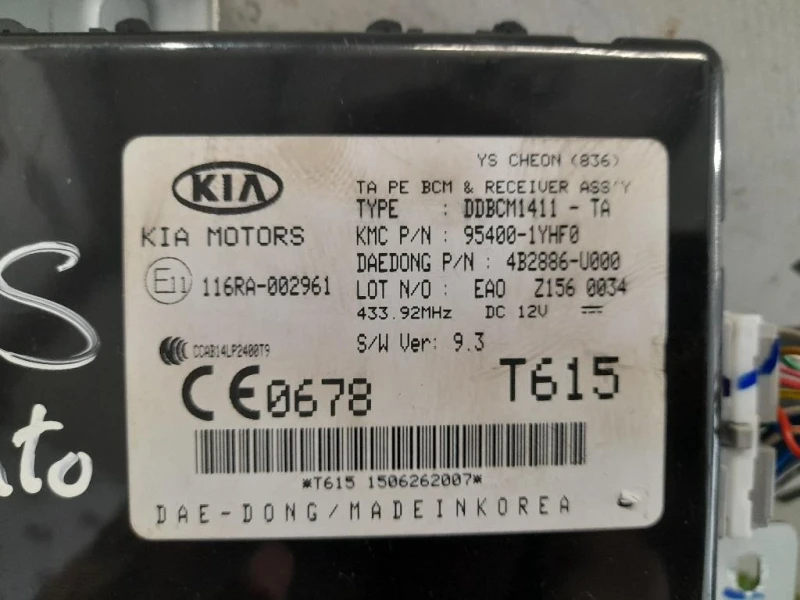 YS CHEON (836)
KIA
TA PE BCM & RECEIVER ASS'Y
TYPE : DDBCM1411 - TA
KIA MOTORS
KMC P/N : 95400-1YHF0
DAEDONG P/N : 4B2886-U000
E11 116RA-002961
LOT N/O : EAO Z156 0034
433.92MHz DC 12V
CCAB14LP2400T9
S/W Ver: 9.3
CE0678
T615
*T615 1506262007*
DAE-DONG/MADEINKOREA
S